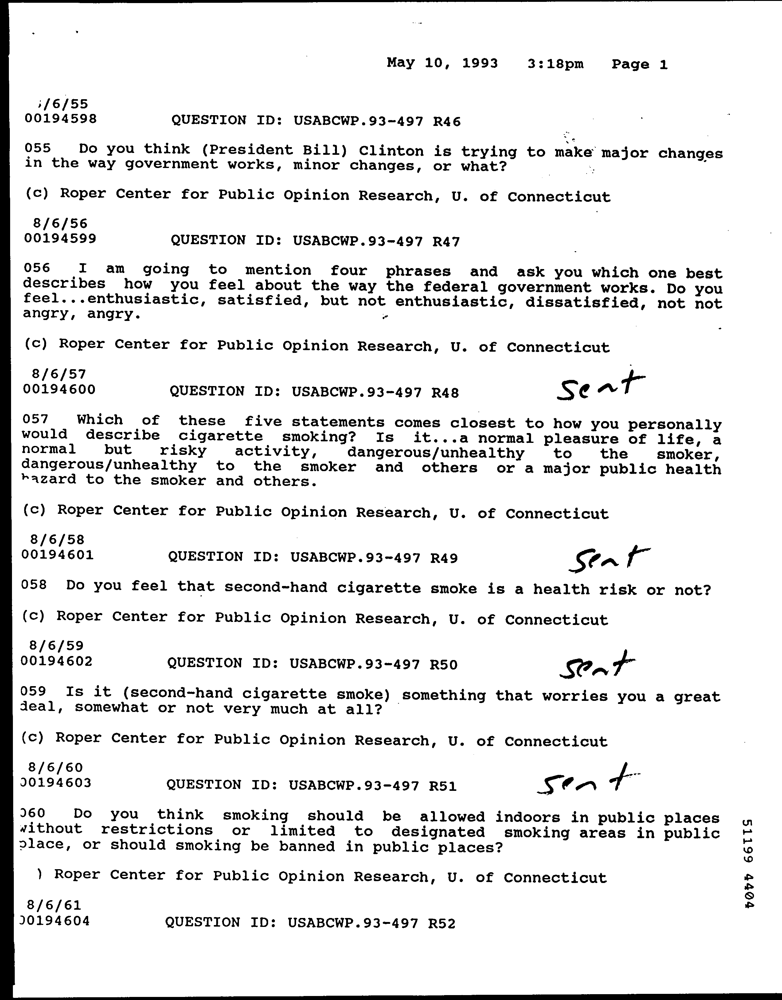 May 10, 1993 3:18pm Page 1
/6/55
00194598 QUESTION ID: USABCWP.93-497 R46
055 Do you think (President Bill) Clinton is trying to make major changes
in the way government works, minor changes, or what?
(c) Roper Center for Public Opinion Research, U. of Connecticut
8/6/56
00194599 QUESTION ID: USABCWP.93-497 R47
056 I am going to mention four phrases and ask you which one best
describes how you feel about the way the federal government works. Do you
feel...enthusiastic, satisfied, but not enthusiastic, dissatisfied, not not
angry, angry.
(c) Roper Center for Public Opinion Research, U. of Connecticut
8/6/57
00194600 QUESTION ID: USABCWP.93-497 R48 sent
057 Which of these five statements comes closest to how you personally
would describe cigarette smoking? Is it...a normal pleasure of life, a
normal but risky activity, dangerous/unhealthy to the smoker,
dangerous/unhealthy to the smoker and others or a major public health
hazard to the smoker and others.
(c) Roper Center for Public Opinion Research, U. of Connecticut
8/6/58
00194601 QUESTION ID: USABCWP.93-497 R49 sent
058 Do you feel that second-hand cigarette smoke is a health risk or not?
(c) Roper Center for Public Opinion Research, U. of Connecticut
8/6/59
00194602 QUESTION ID: USABCWP.93-497 R50 sent
059 Is it (second-hand cigarette smoke) something that worries you a great
deal, somewhat or not very much at all?
(c) Roper Center for Public Opinion Research, U. of Connecticut
8/6/60
00194603 QUESTION ID: USABCWP.93-497 R51 sent
060 Do you think smoking should be allowed indoors in public places
without restrictions or limited to designated smoking areas in public
place, or should smoking be banned in public places?
) Roper Center for Public Opinion Research, U. of Connecticut
8/6/61
00194604 QUESTION ID: USABCWP.93-497 R52
51199 4404